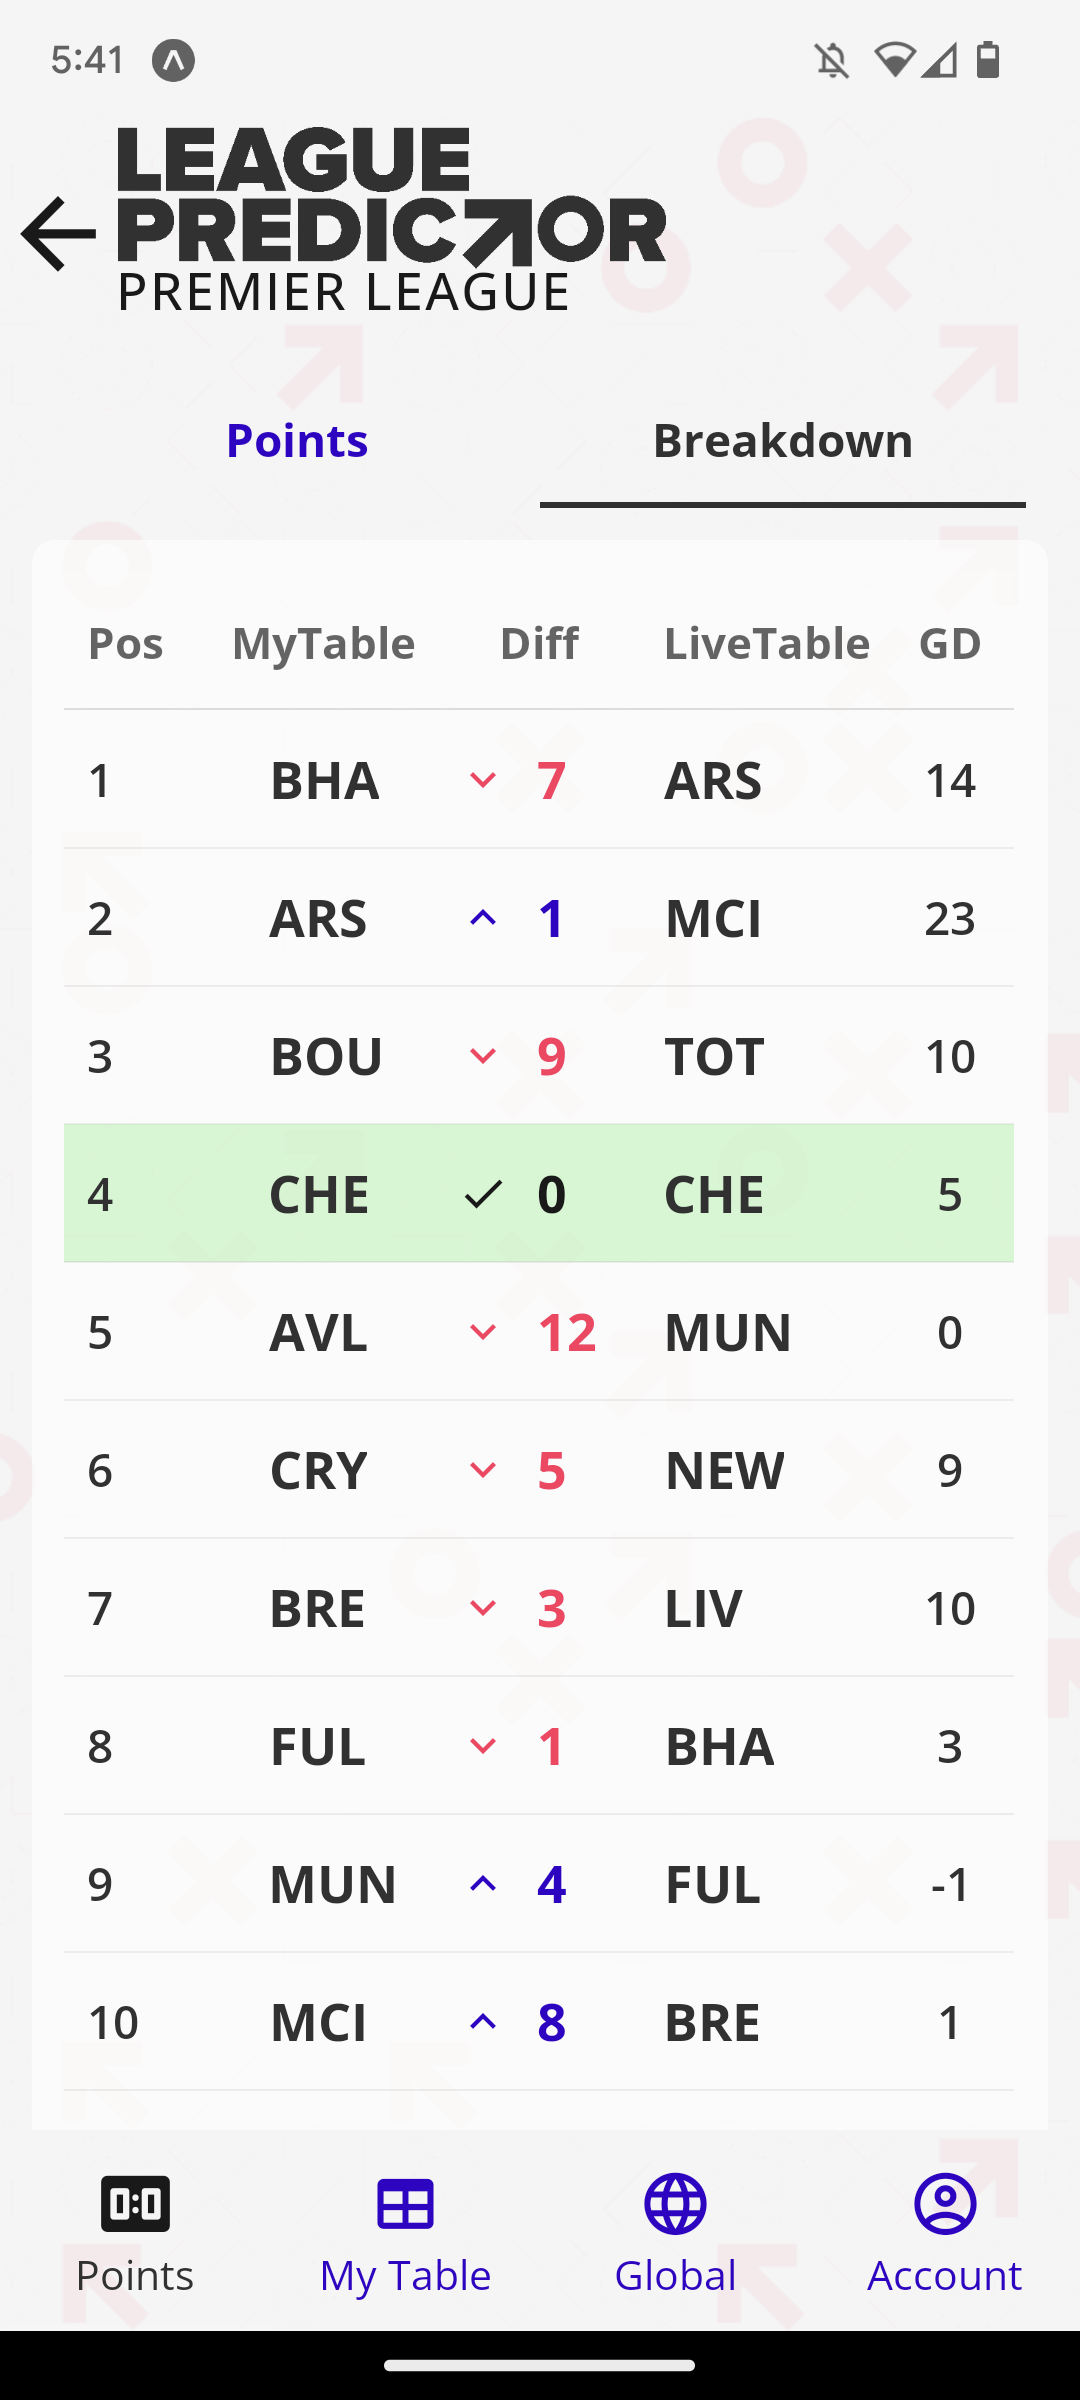 5:41
LEAGUE
PREDICTOR
PREMIER LEAGUE
Points Breakdown
Pos MyTable Diff LiveTable GD
1 BHA 7 ARS 14
2 ARS 1 MCI 23
3 BOU 9 TOT 10
4 CHE 0 CHE 5
5 AVL 12 MUN 0
6 CRY 5 NEW 9
7 BRE 3 LIV 10
8 FUL 1 BHA 3
9 MUN 4 FUL -1
10 MCI 8 BRE 1
0:0
Points My Table Global Account